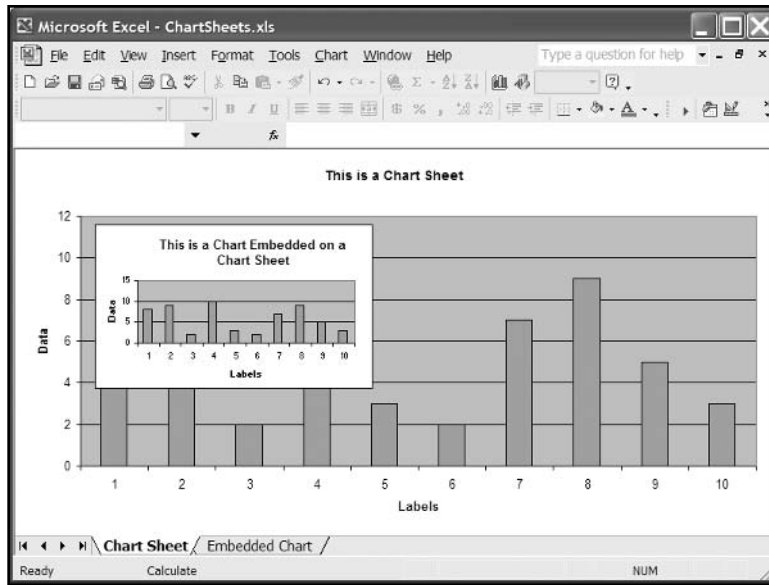 Microsoft Excel - ChartSheets.xls
File Edit View Insert Format Tools Chart Window Help Type a question for help
B I U $ % ,
fx
This is a Chart Sheet
12
10
8
6
4
2
0
Data
This is a Chart Embedded on a
Chart Sheet
15
10
5
0
Data
1 2 3 4 5 6 7 8 9 10
Labels
1 2 3 4 5 6 7 8 9 10
Labels
Chart Sheet Embedded Chart
Ready Calculate NUM